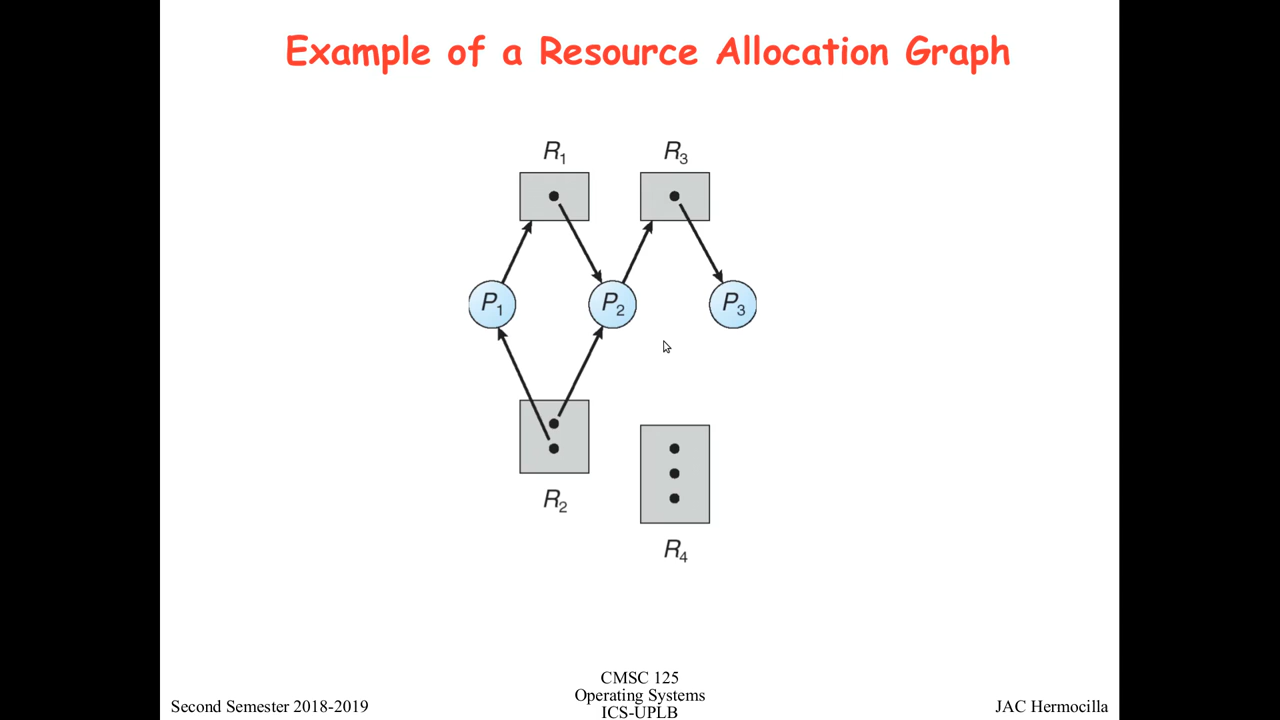 Example of a Resource Allocation Graph
R1 R3
P1 P2 P3
R2
R4
CMSC 125
Operating Systems
Second Semester 2018-2019 ICS-UPLB JAC Hermocilla